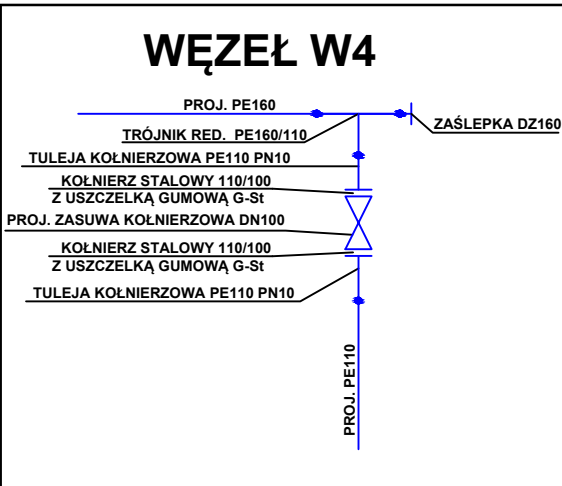 WĘZEŁ W4
PROJ. PE160
ZAŚLEPKA DZ160
TRÓJNIK RED. PE160/110
TULEJA KOŁNIERZOWA PE110 PN10
KOŁNIERZ STALOWY 110/100
Z USZCZELKĄ GUMOWĄ G-St
PROJ. ZASUWA KOŁNIERZOWA DN100
KOŁNIERZ STALOWY 110/100
Z USZCZELKĄ GUMOWĄ G-St
TULEJA KOŁNIERZOWA PE110 PN10
PROJ. PE110